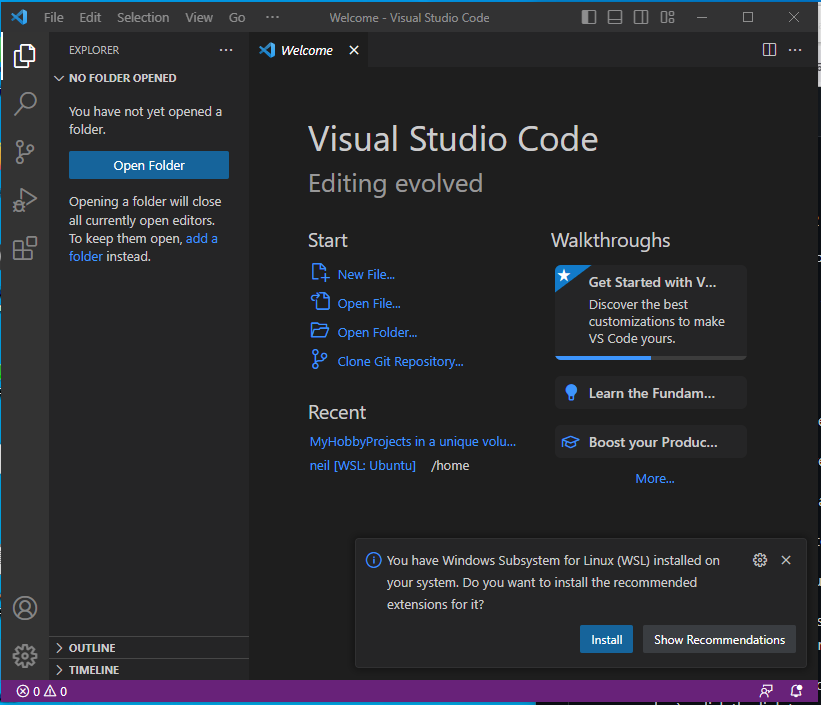 File Edit Selection View Go ··· Welcome - Visual Studio Code
EXPLORER
Welcome
NO FOLDER OPENED
You have not yet opened a
folder.
Open Folder
Opening a folder will close
all currently open editors.
To keep them open, add a
folder instead.
Visual Studio Code
Editing evolved
Start
New File...
Open File...
Open Folder...
Clone Git Repository...
Recent
MyHobbyProjects in a unique volu...
neil [WSL: Ubuntu] /home
Walkthroughs
Get Started with V...
Discover the best
customizations to make
VS Code yours.
Learn the Fundam...
Boost your Produc...
More...
You have Windows Subsystem for Linux (WSL) installed on
your system. Do you want to install the recommended
extensions for it?
Install Show Recommendations
OUTLINE
TIMELINE
0 0